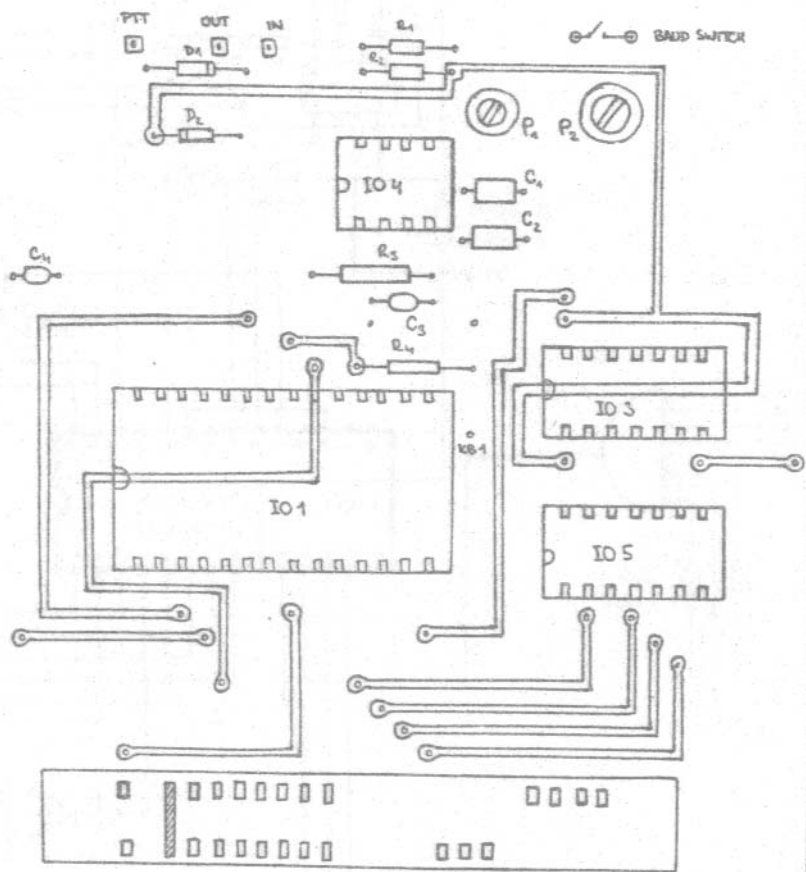 PTT OUT IN
R1
BAUD SWITCH
D1
R2
D2
P1
P2
IO4
C1
C2
R3
C4
C3
R4
IO3
KB1
IO1
IO5